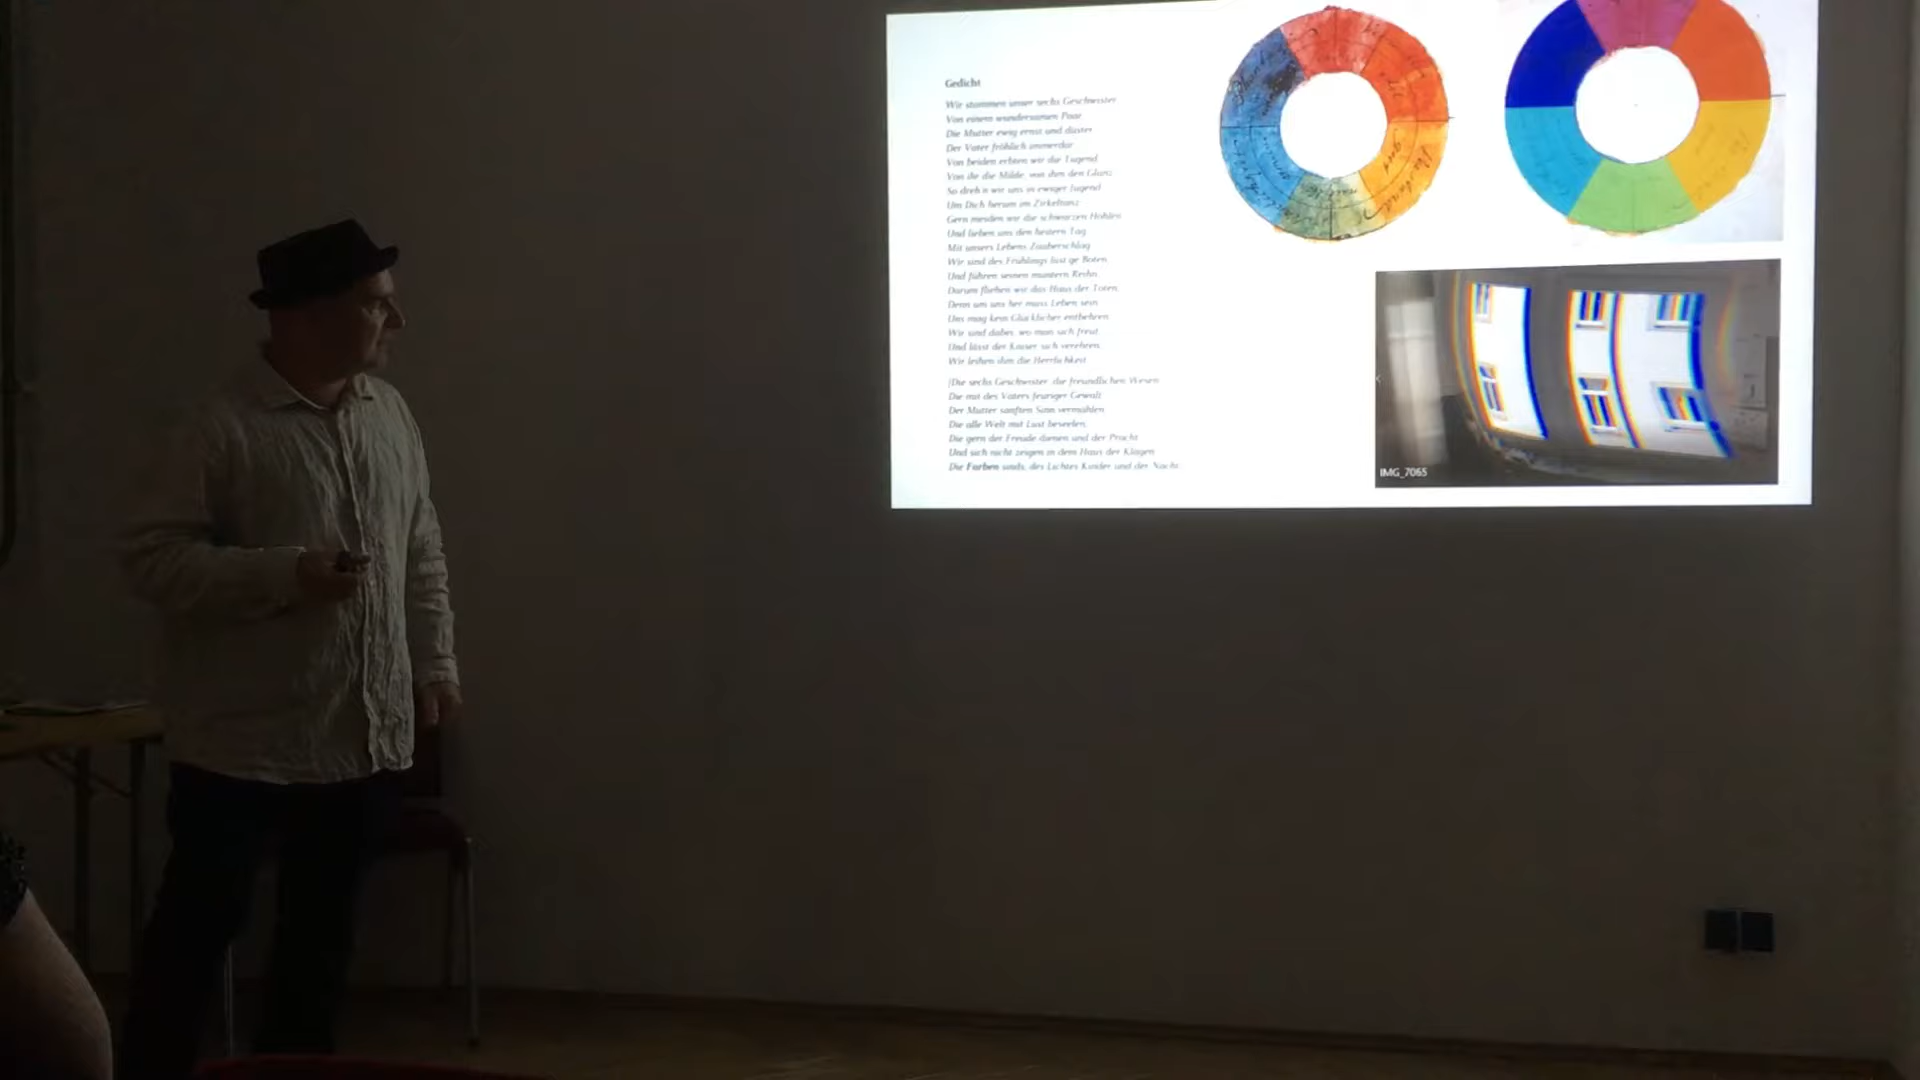 Gedicht
Wir stammen unser sechs Geschwister
Von einem wundersamen Paar
Die Mutter ewig ernst und düster
Der Vater fröhlich immerdar
Von beiden erbten wir die Tugend
Von ihr die Milde, von ihm den Glanz
So dreh'n wir uns in ewiger Jugend
Um Dich herum im Zirkeltanz
Gern meiden wir die schwarzen Höhlen
Und lieben uns den heitern Tag
Mit unsers Lebens Zauberschlag
Wir sind des Frühlings lust'ge Boten
Und führen seinen muntern Reihn
Darum fliehen wir das Haus der Toten
Denn um uns her muss Leben sein
Uns mag kein Glücklicher entbehren
Wir sind dabei, wo man sich freut
Und lässt der Kaiser sich verehren
Wir leihen ihm die Herrlichkeit
Die sechs Geschwister, die freundlichen Wesen
Die mit des Vaters feuriger Gewalt
Der Mutter sanften Sinn vermählen
Die alle Welt mit Lust beseelen
Die gern der Freude dienen und der Pracht
Und sich nicht zeigen in dem Haus der Klagen
Die Farben sinds, des Lichtes Kinder und der Nacht
gut
IMG_7065